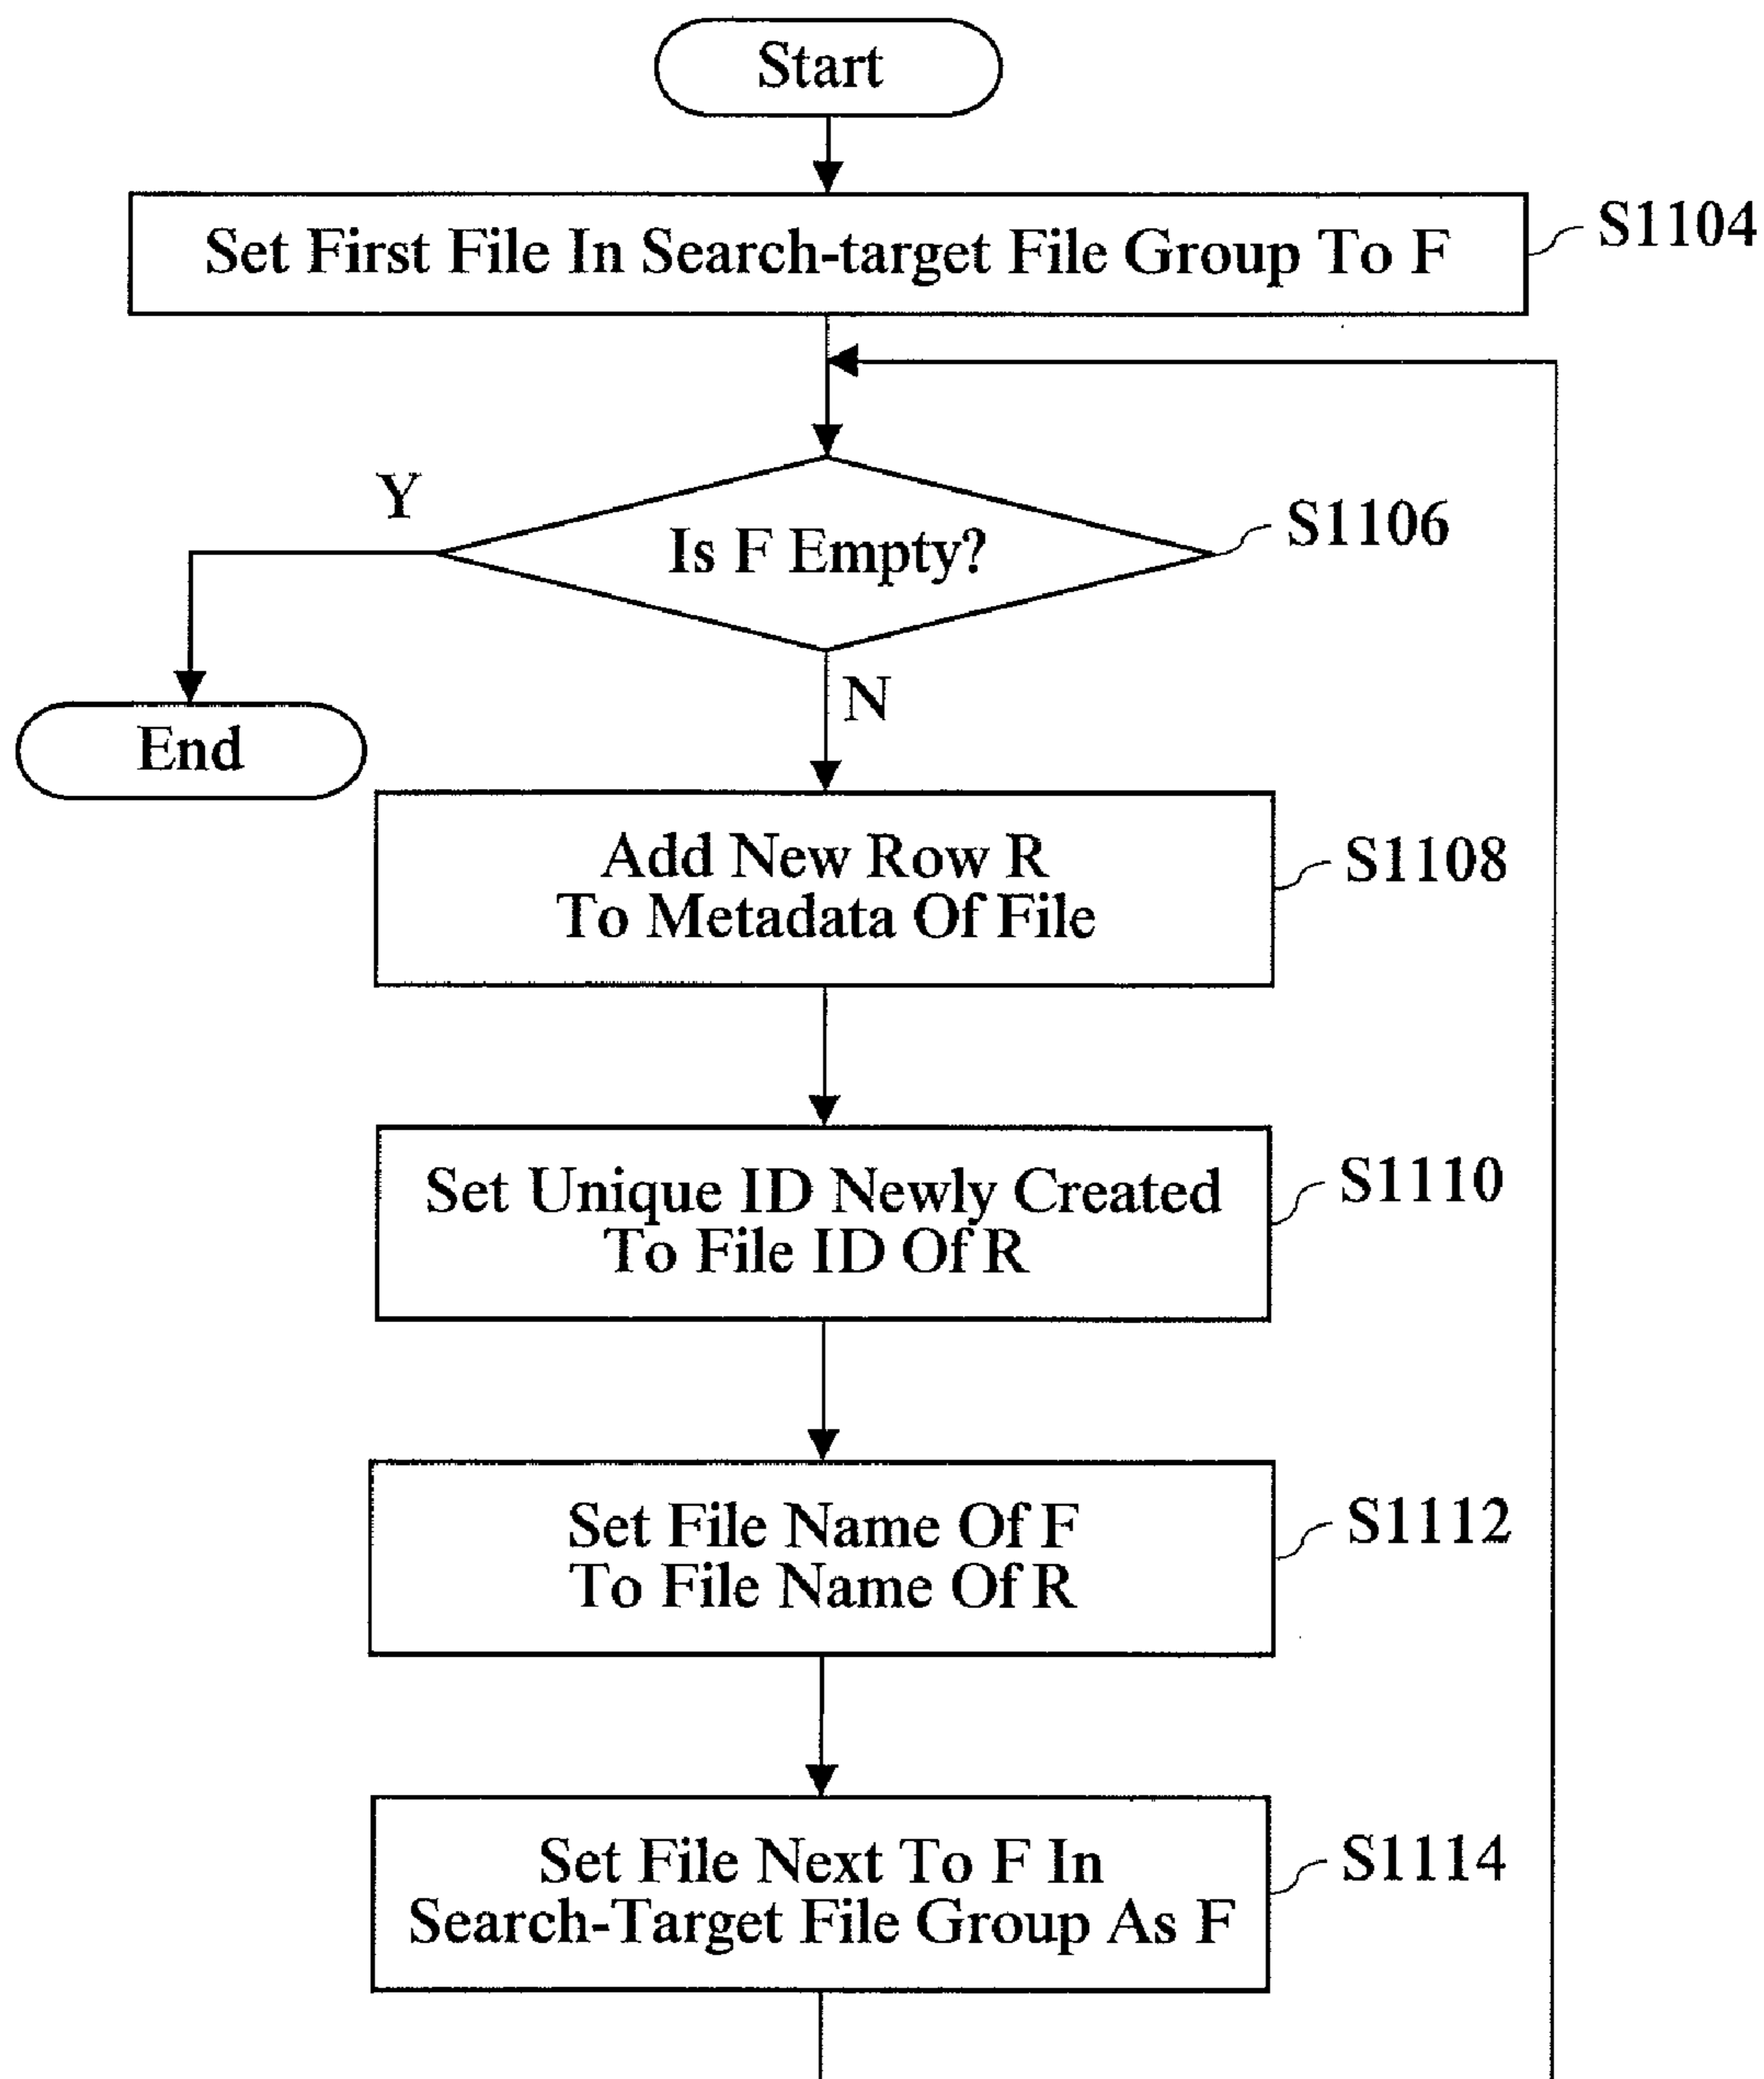 Start
Set First File In Search-target File Group To F
S1104
Y
Is F Empty?
S1106
N
End
Add New Row R
To Metadata Of File
S1108
Set Unique ID Newly Created
To File ID Of R
S1110
Set File Name Of F
To File Name Of R
S1112
Set File Next To F In
Search-Target File Group As F
S1114